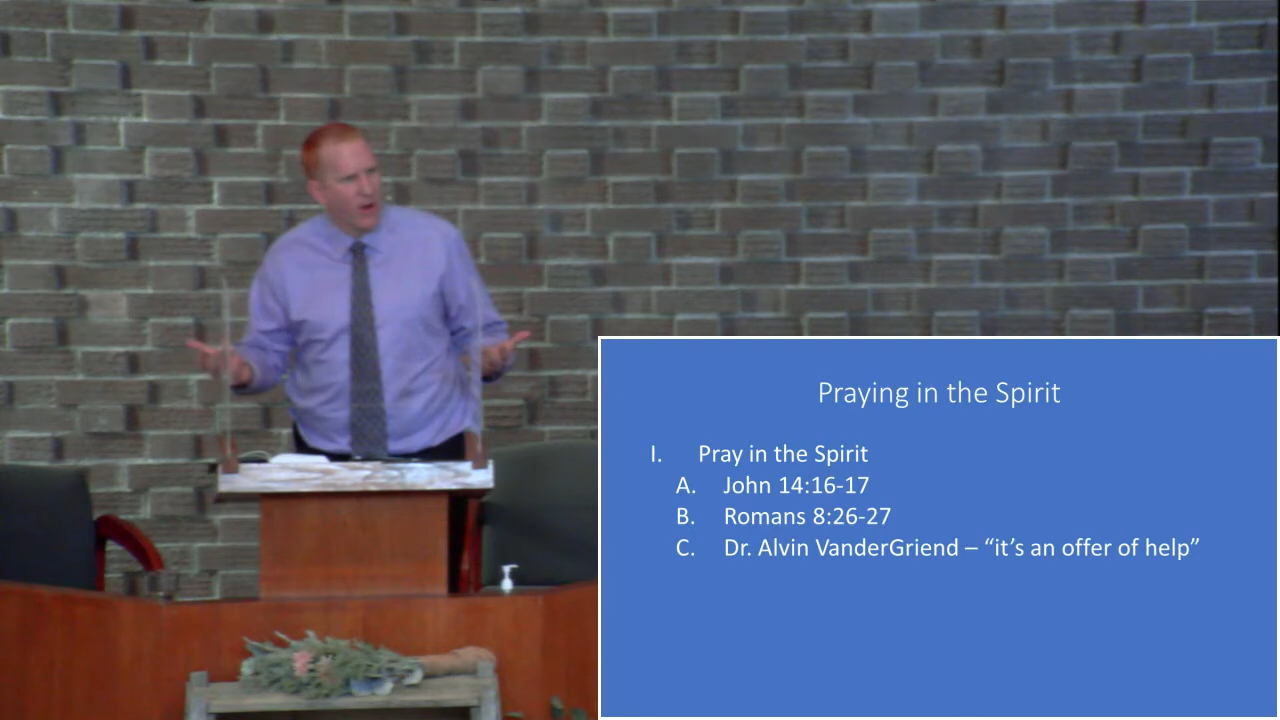 Praying in the Spirit
I. Pray in the Spirit
A. John 14:16-17
B. Romans 8:26-27
C. Dr. Alvin VanderGriend – “it’s an offer of help”